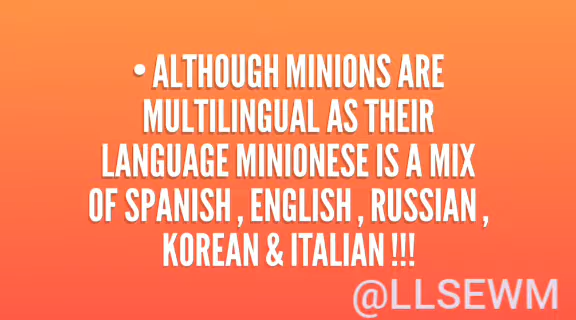 • ALTHOUGH MINIONS ARE
MULTILINGUAL AS THEIR
LANGUAGE MINIONESE IS A MIX
OF SPANISH , ENGLISH , RUSSIAN ,
KOREAN & ITALIAN !!!
@LLSEWM